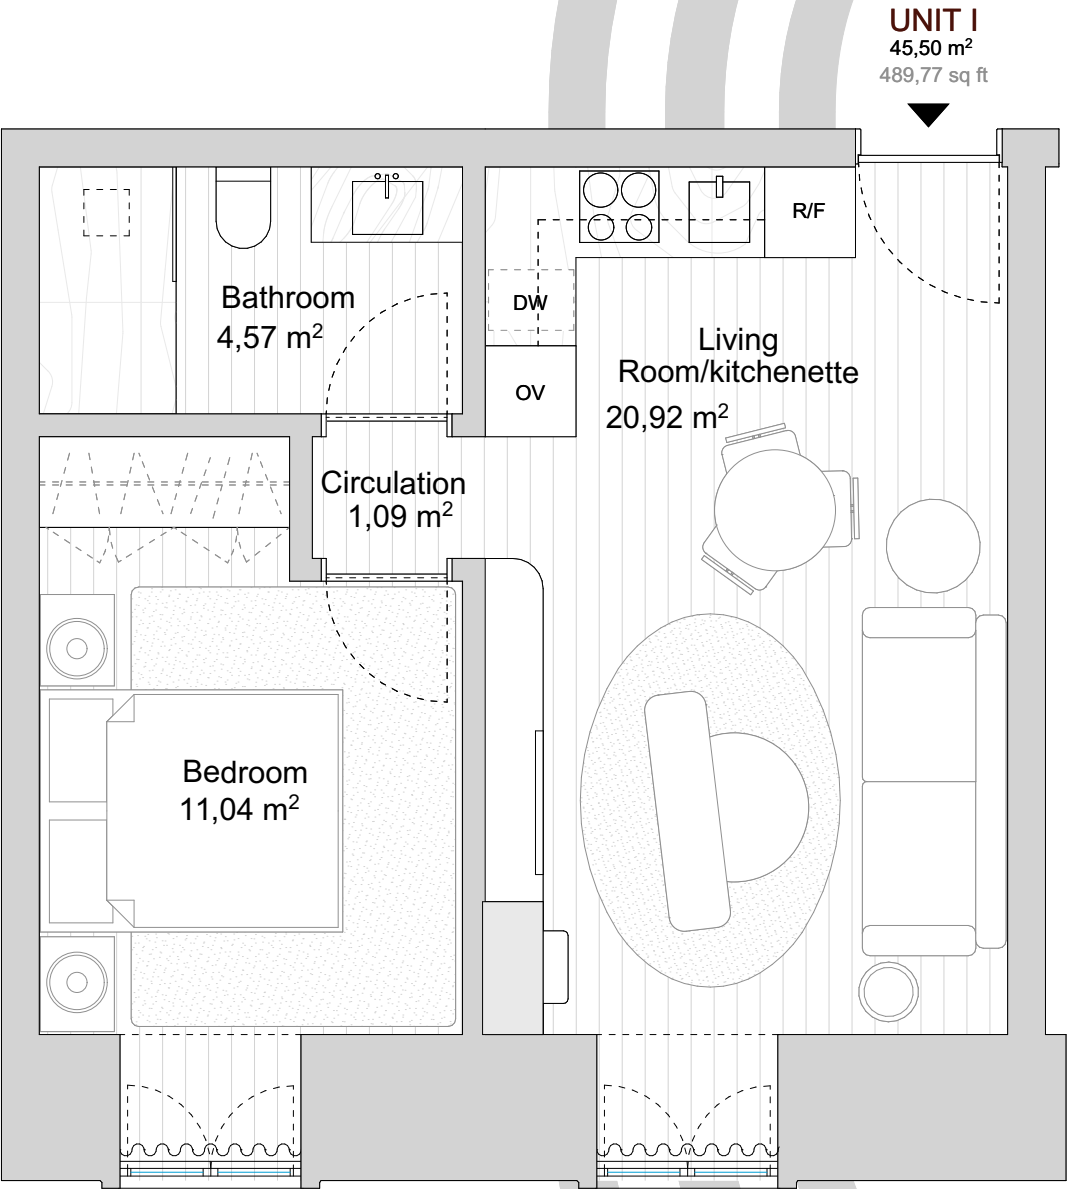 UNIT I
45,50 m²
489,77 sq ft
R/F
DW
OV
Bathroom
4,57 m²
Living
Room/kitchenette
20,92 m²
Circulation
1,09 m²
Bedroom
11,04 m²